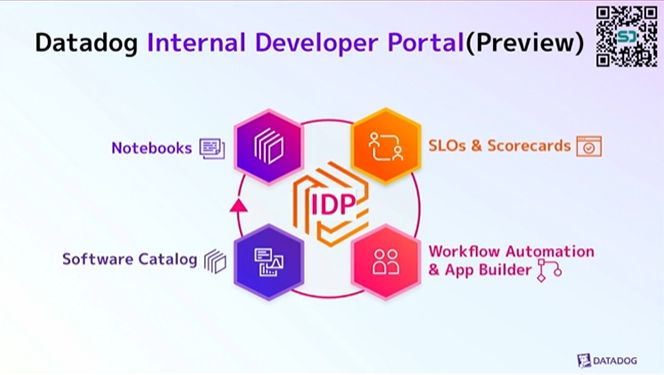 Datadog Internal Developer Portal(Preview)
Notebooks
SLOs & Scorecards
IDP
Software Catalog
Workflow Automation
& App Builder
DATADOG